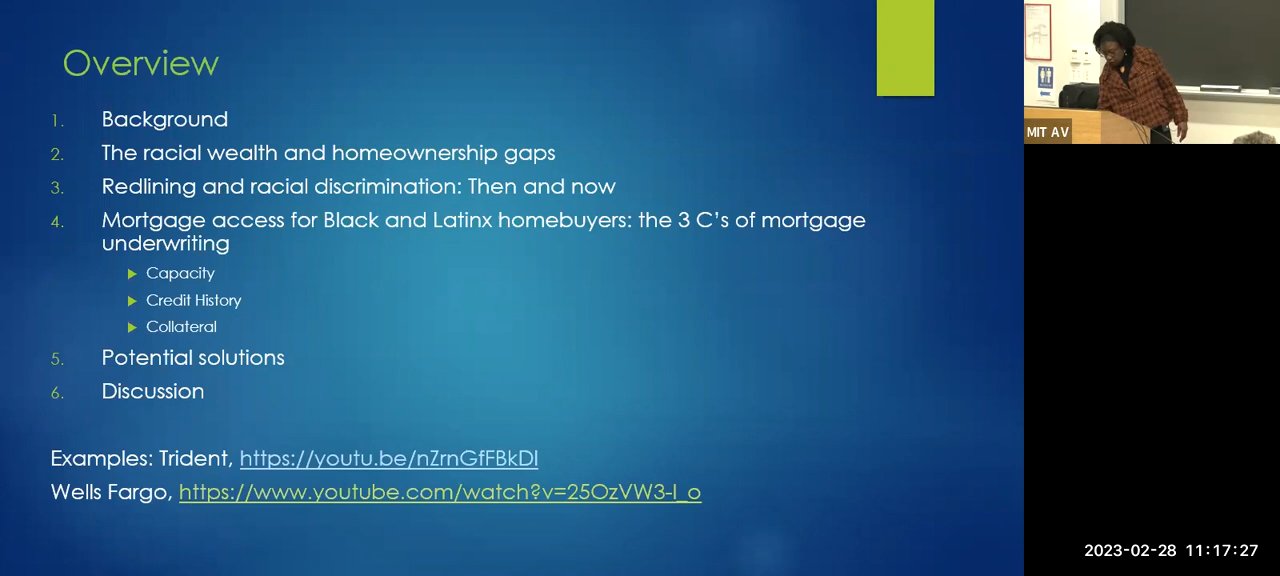 Overview
1. Background
2. The racial wealth and homeownership gaps
3. Redlining and racial discrimination: Then and now
4. Mortgage access for Black and Latinx homebuyers: the 3 C's of mortgage
underwriting
Capacity
Credit History
Collateral
5. Potential solutions
6. Discussion
Examples: Trident, https://youtu.be/nZrnGfFBkDI
Wells Fargo, https://www.youtube.com/watch?v=25OzVW3-I_o
MIT AV
2023-02-28 11:17:27